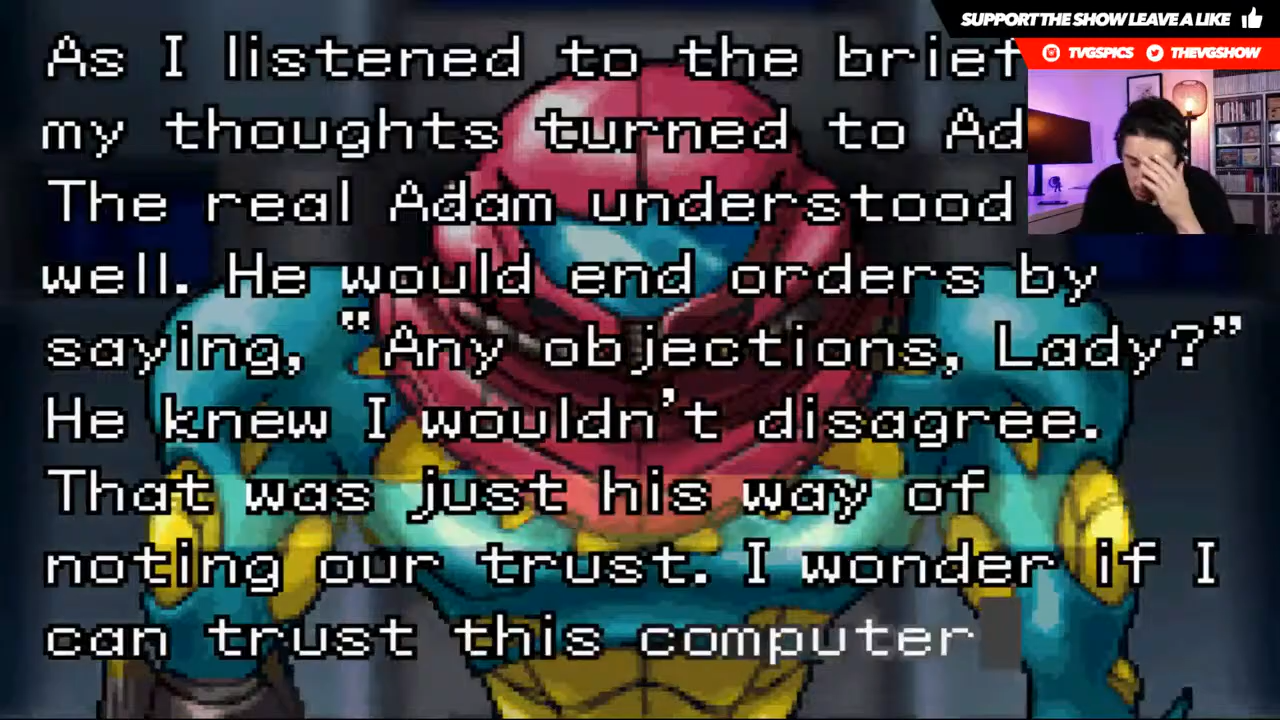 SUPPORT THE SHOW LEAVE A LIKE
TVGSPICS THEVGSHOW
As I listened to the
my thoughts turned to
The real Adam understood
well. He would end orders by
saying, “Any objections, Lady?”
He knew I wouldn't disagree.
That was just his way of
noting our trust. I wonder if I
can trust this computer